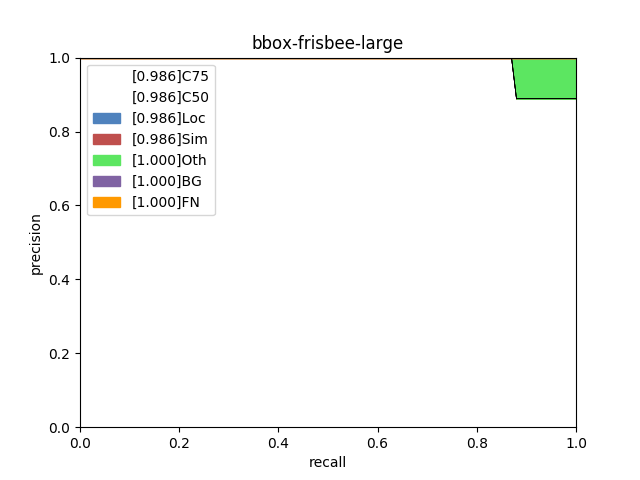 bbox-frisbee-large
[0.986]C75
[0.986]C50
[0.986]Loc
[0.986]Sim
[1.000]Oth
[1.000]BG
[1.000]FN
precision
1.0
0.8
0.6
0.4
0.2
0.0
0.0 0.2 0.4 0.6 0.8 1.0
recall